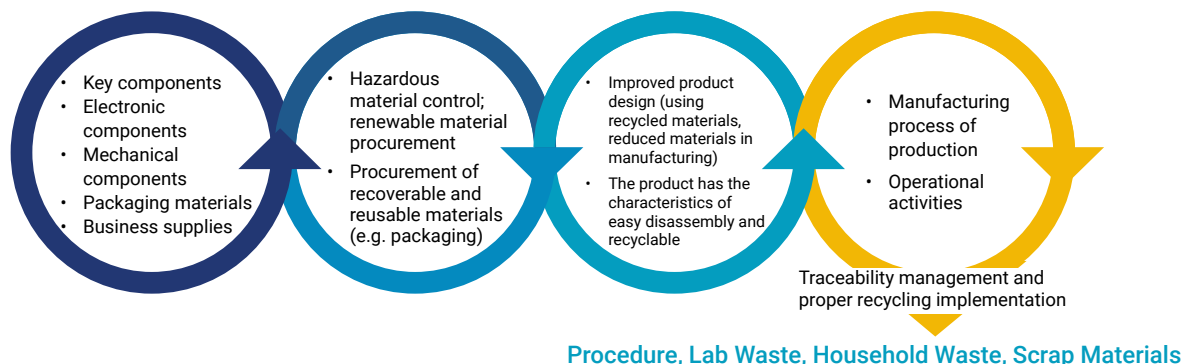 • Key components
• Electronic
components
• Mechanical
components
• Packaging materials
• Business supplies
• Hazardous
material control;
renewable material
procurement
• Procurement of
recoverable and
reusable materials
(e.g. packaging)
• Improved product
design (using
recycled materials,
reduced materials in
manufacturing)
• The product has the
characteristics of
easy disassembly and
recyclable
• Manufacturing
process of
production
• Operational
activities
Traceability management and
proper recycling implementation
Procedure, Lab Waste, Household Waste, Scrap Materials